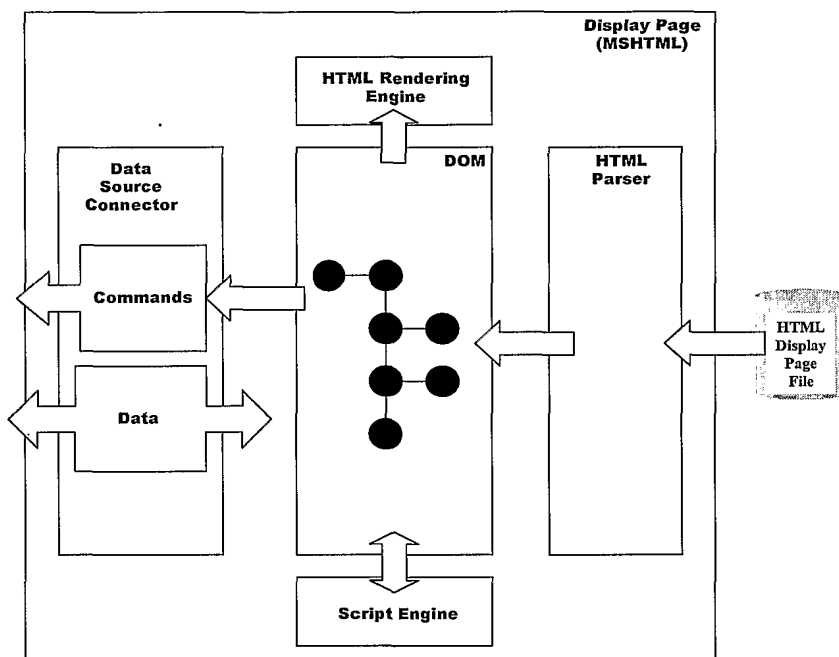 Display Page
(MSHTML)
HTML Rendering
Engine
Data
Source
Connector
DOM
HTML
Parser
Commands
Data
HTML
Display
Page
File
Script Engine